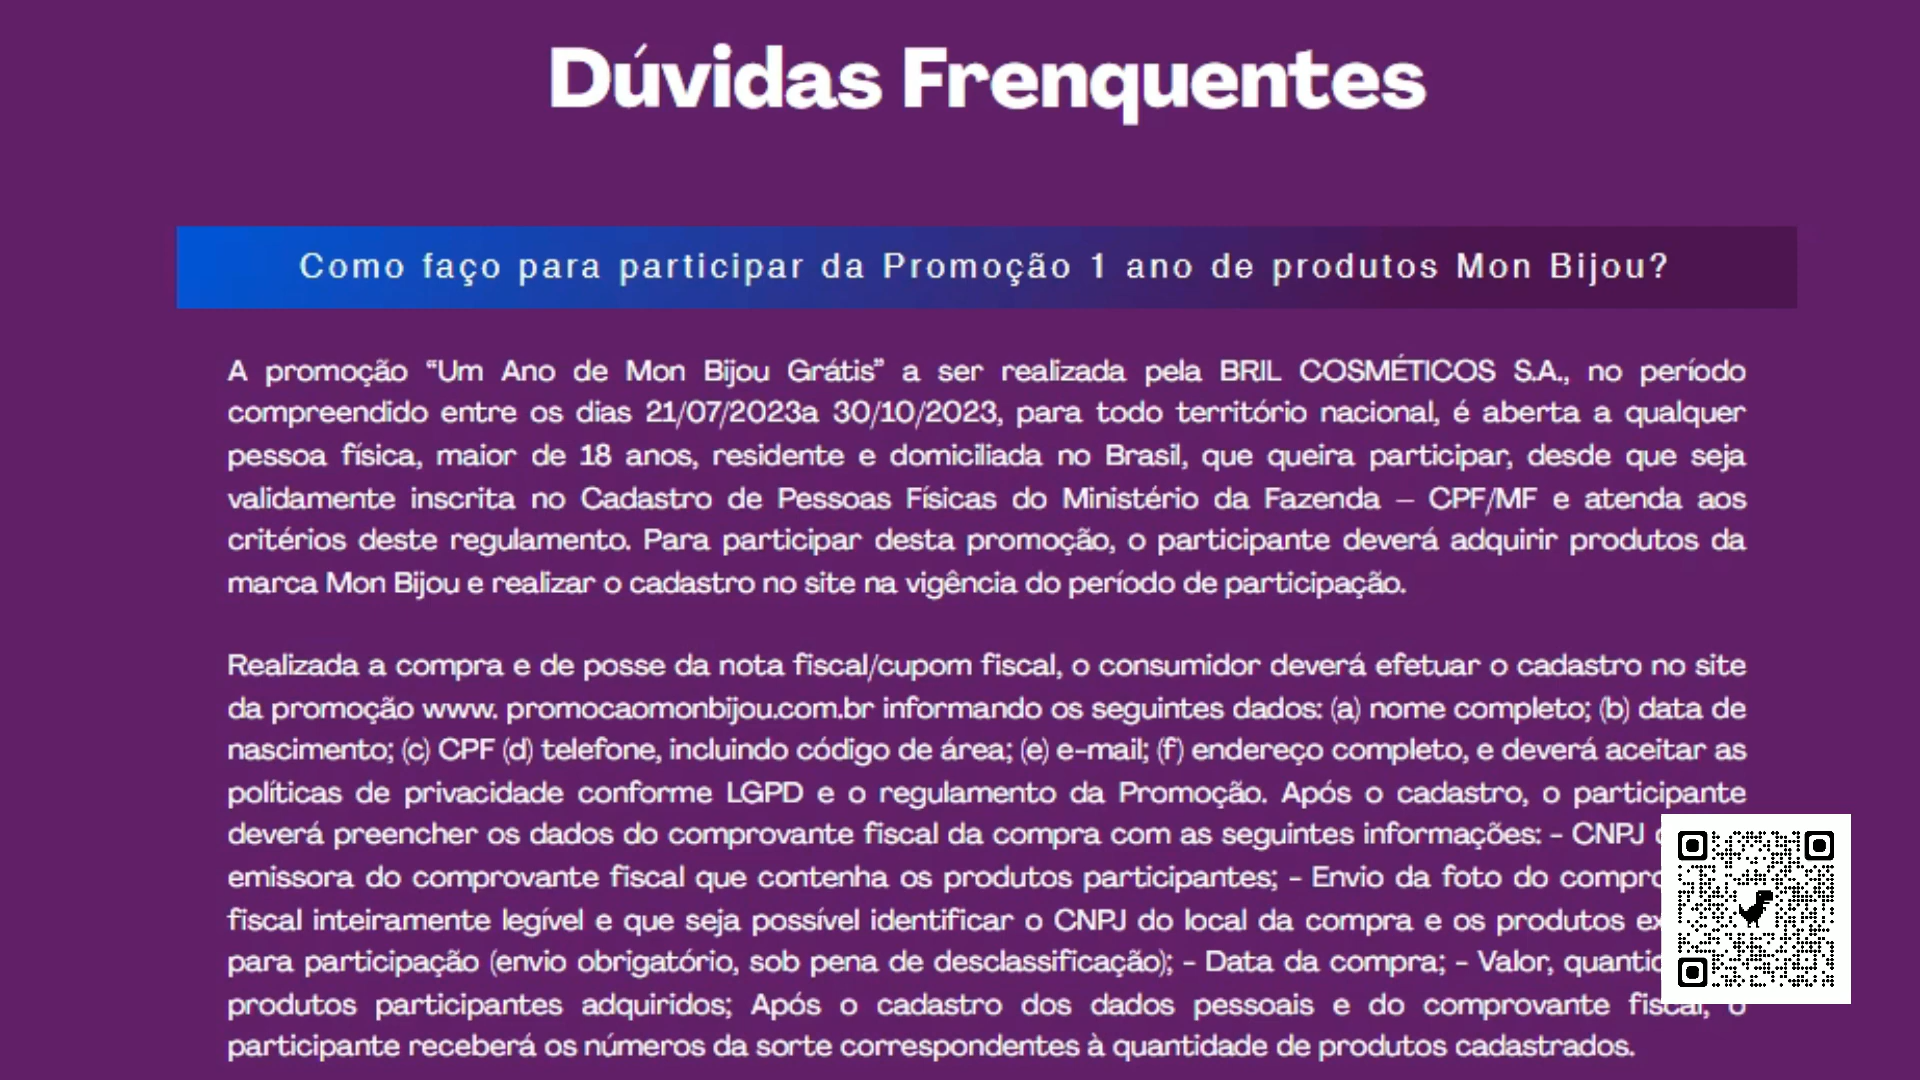 Dúvidas Frenquentes
Como faço para participar da Promoção 1 ano de produtos Mon Bijou?
A promoção “Um Ano de Mon Bijou Grátis” a ser realizada pela BRIL COSMÉTICOS S.A., no período
compreendido entre os dias 21/07/2023a 30/10/2023, para todo território nacional, é aberta a qualquer
pessoa física, maior de 18 anos, residente e domiciliada no Brasil, que queira participar, desde que seja
validamente inscrita no Cadastro de Pessoas Físicas do Ministério da Fazenda – CPF/MF e atenda aos
critérios deste regulamento. Para participar desta promoção, o participante deverá adquirir produtos da
marca Mon Bijou e realizar o cadastro no site na vigência do período de participação.
Realizada a compra e de posse da nota fiscal/cupom fiscal, o consumidor deverá efetuar o cadastro no site
da promoção www. promocaomonbijou.com.br informando os seguintes dados: (a) nome completo; (b) data de
nascimento; (c) CPF (d) telefone, incluindo código de área; (e) e-mail; (f) endereço completo, e deverá aceitar as
políticas de privacidade conforme LGPD e o regulamento da Promoção. Após o cadastro, o participante
deverá preencher os dados do comprovante fiscal da compra com as seguintes informações: - CNPJ
emissora do comprovante fiscal que contenha os produtos participantes; - Envio da foto do
fiscal inteiramente legível e que seja possível identificar o CNPJ do local da compra e os produtos
para participação (envio obrigatório, sob pena de desclassificação); - Data da compra; - Valor,
produtos participantes adquiridos; Após o cadastro dos dados pessoais e do comprovante fiscal, o
participante receberá os números da sorte correspondentes à quantidade de produtos cadastrados.